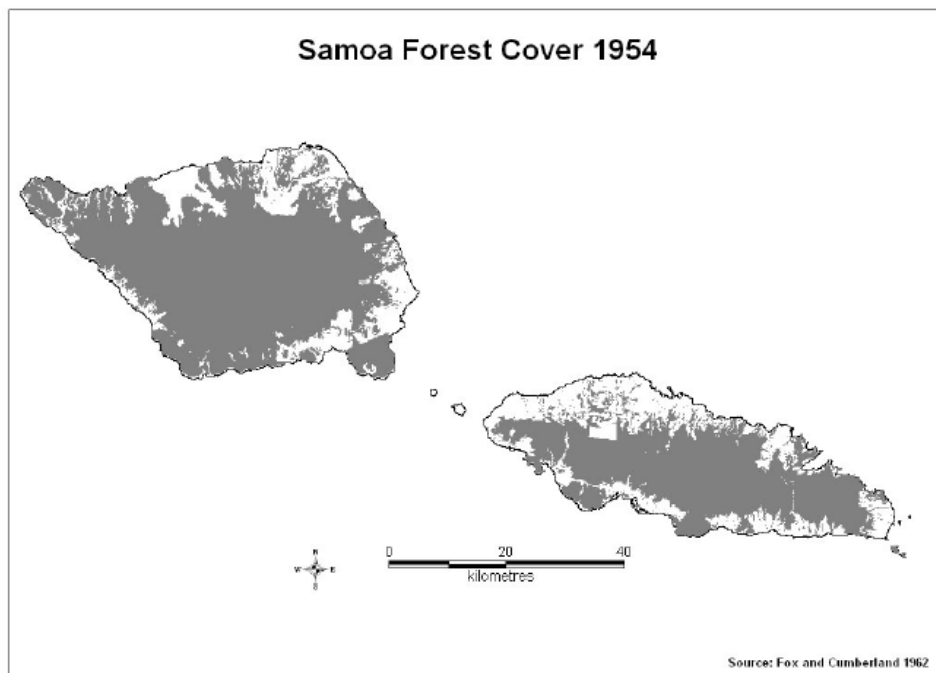 Samoa Forest Cover 1954
N
W E
S
0 20 40
kilometres
Source: Fox and Cumberland 1962